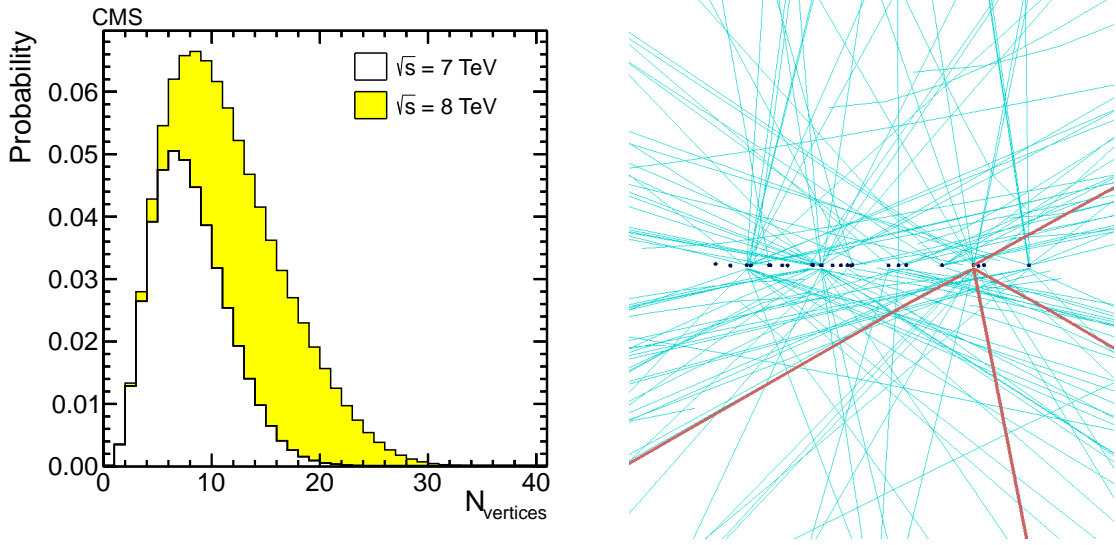 CMS
Probability
√s = 7 TeV
√s = 8 TeV
0.06
0.05
0.04
0.03
0.02
0.01
0.00
0 10 20 30 40
Nvertices